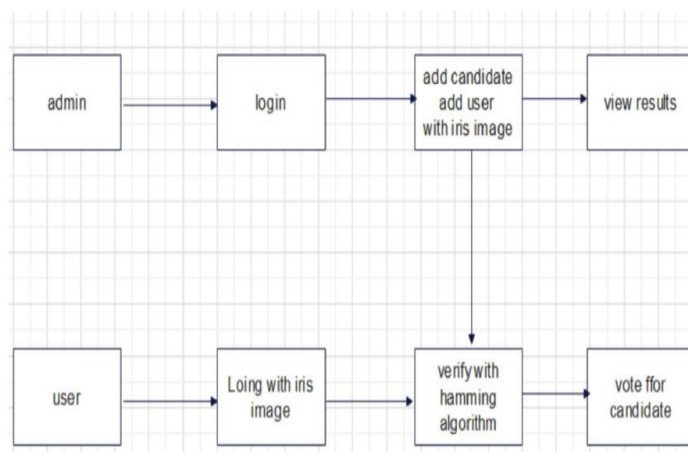 admin
login
add candidate
add user
with iris image
view results
user
Loing with iris
image
verify with
hamming
algorithm
vote ffor
candidate